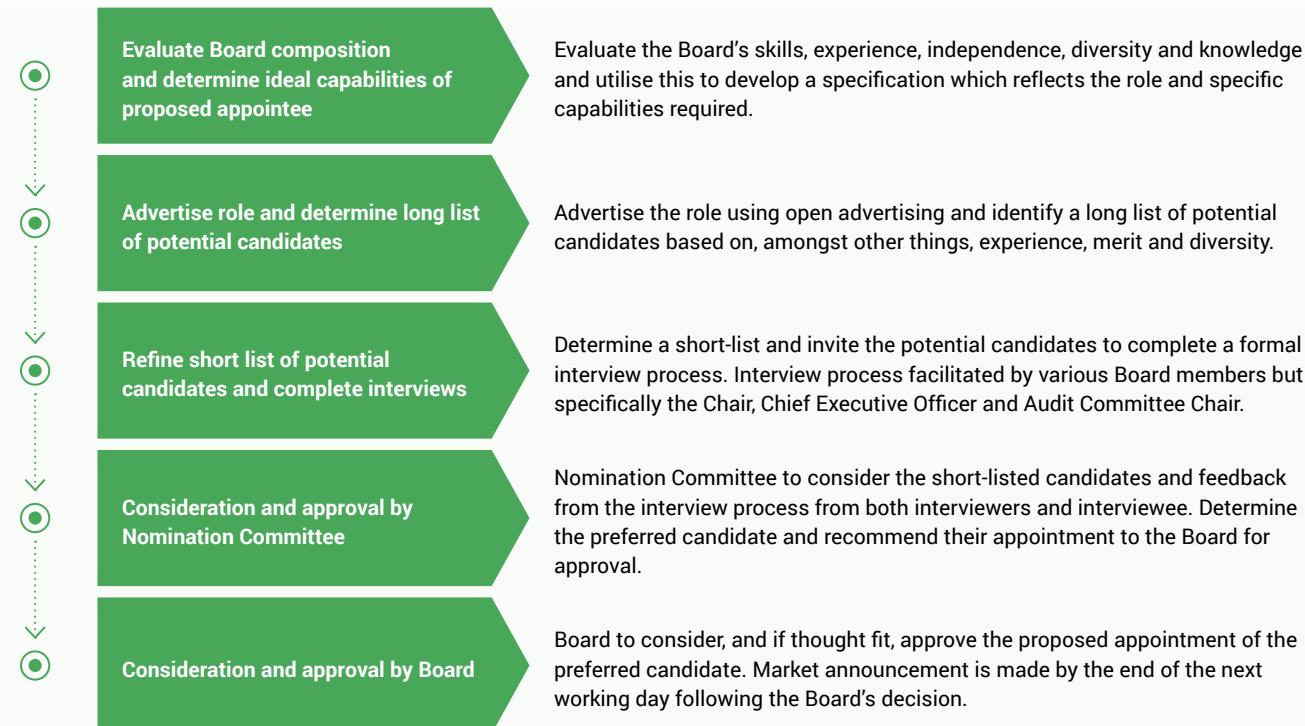 Evaluate Board composition
and determine ideal capabilities of
proposed appointee
Evaluate the Board’s skills, experience, independence, diversity and knowledge
and utilise this to develop a specification which reflects the role and specific
capabilities required.
Advertise role and determine long list
of potential candidates
Advertise the role using open advertising and identify a long list of potential
candidates based on, amongst other things, experience, merit and diversity.
Refine short list of potential
candidates and complete interviews
Determine a short-list and invite the potential candidates to complete a formal
interview process. Interview process facilitated by various Board members but
specifically the Chair, Chief Executive Officer and Audit Committee Chair.
Consideration and approval by
Nomination Committee
Nomination Committee to consider the short-listed candidates and feedback
from the interview process from both interviewers and interviewee. Determine
the preferred candidate and recommend their appointment to the Board for
approval.
Consideration and approval by Board
Board to consider, and if thought fit, approve the proposed appointment of the
preferred candidate. Market announcement is made by the end of the next
working day following the Board’s decision.